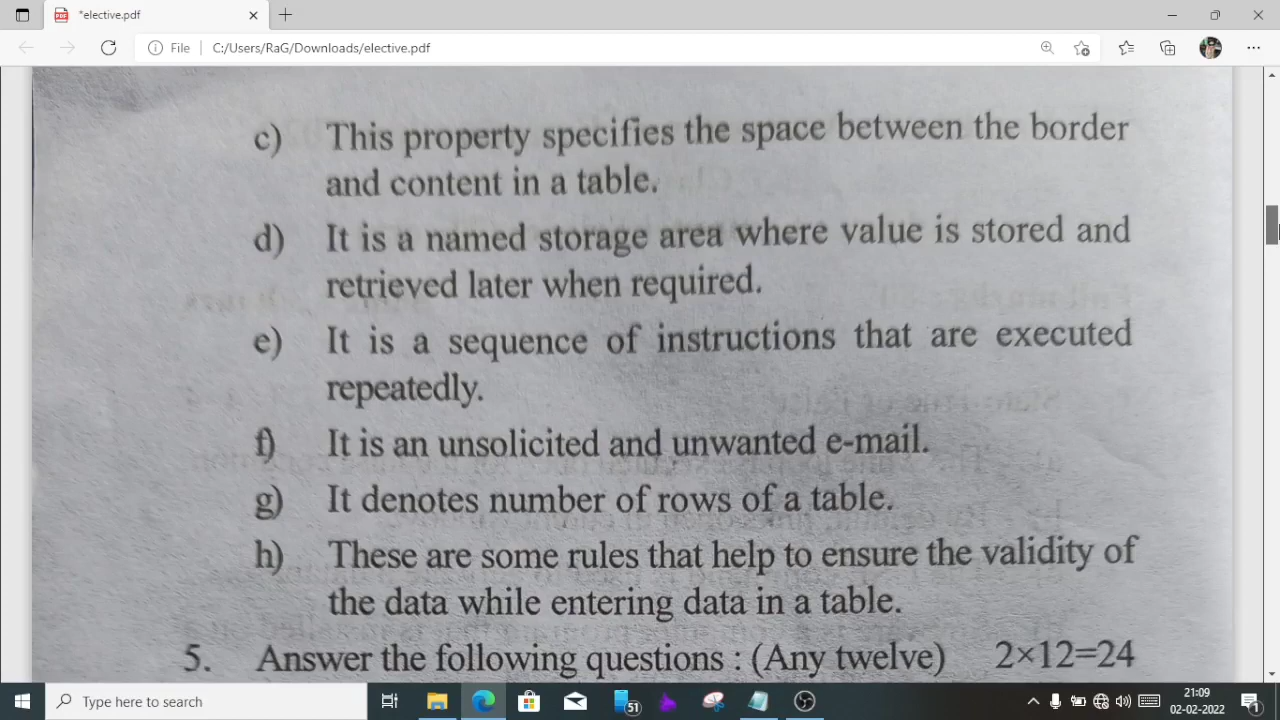 *elective.pdf
File
C:/Users/RaG/Downloads/elective.pdf
c) This property specifies the space between the border
and content in a table.
d) It is a named storage area where value is stored and
retrieved later when required.
e) It is a sequence of instructions that are executed
repeatedly.
f) It is an unsolicited and unwanted e-mail.
g) It denotes number of rows of a table.
h) These are some rules that help to ensure the validity of
the data while entering data in a table.
5. Answer the following questions : (Any twelve) 2×12=24
Type here to search
51
21:09
02-02-2022
1